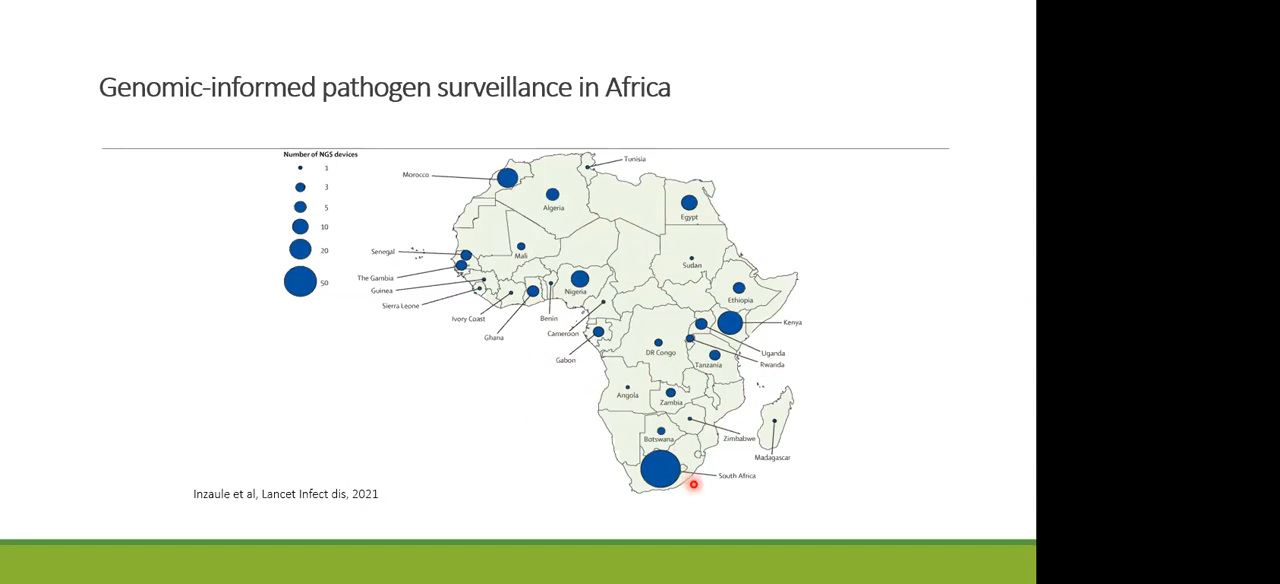 Genomic-informed pathogen surveillance in Africa
Number of NGS devices
1
3
5
10
20
50
Tunisia
Morocco
Algeria
Egypt
Senegal
Mali
Sudan
The Gambia
Guinea
Nigeria
Sierra Leone
Ethiopia
Ivory Coast
Benin
Kenya
Ghana
Cameroon
Gabon
DR Congo
Uganda
Rwanda
Tanzania
Angola
Zambia
Botswana
Zimbabwe
Madagascar
South Africa
Inzaule et al, Lancet Infect dis, 2021